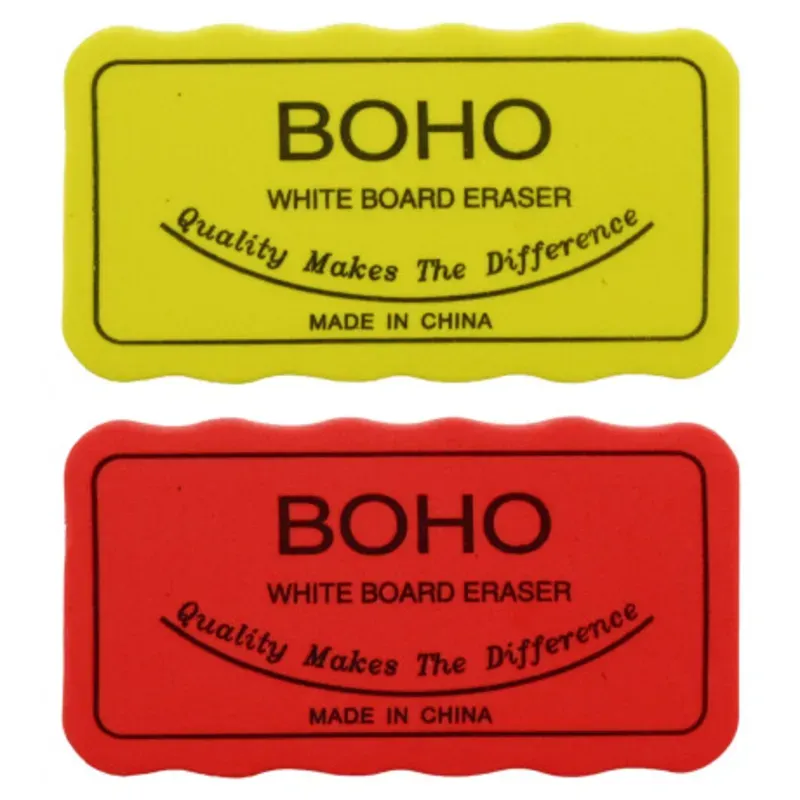 BOHO
WHITE BOARD ERASER
Quality Makes The Difference
MADE IN CHINA
BOHO
WHITE BOARD ERASER
Quality Makes The Difference
MADE IN CHINA